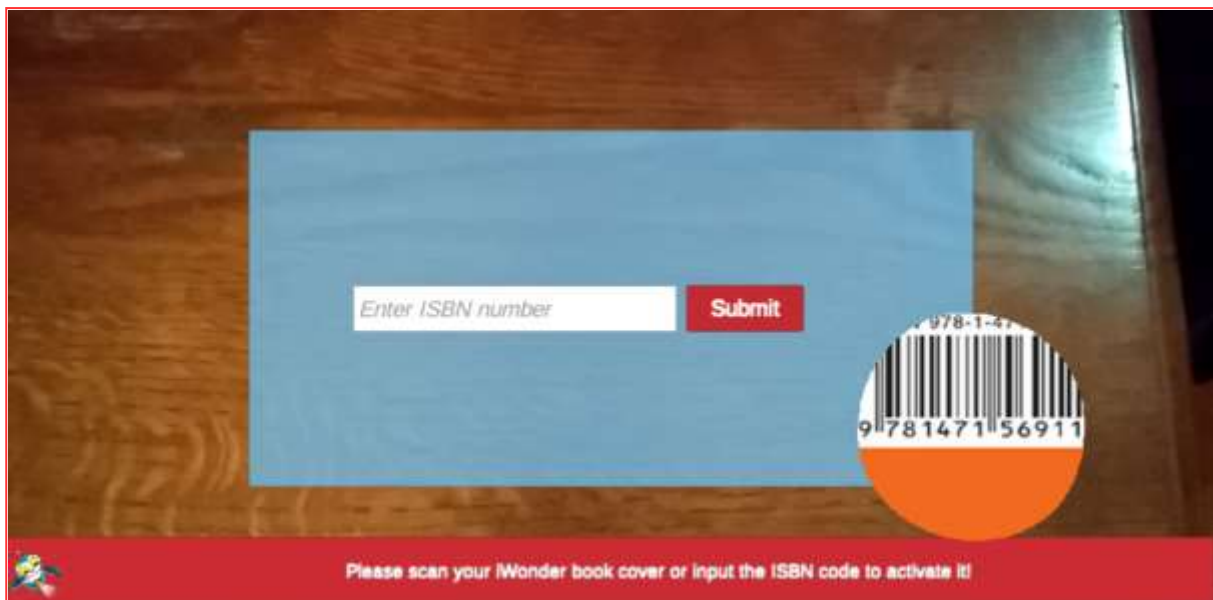 Enter ISBN number
Submit
978-1-47
9 781471 56911
Please scan your iWonder book cover or input the ISBN code to activate it!